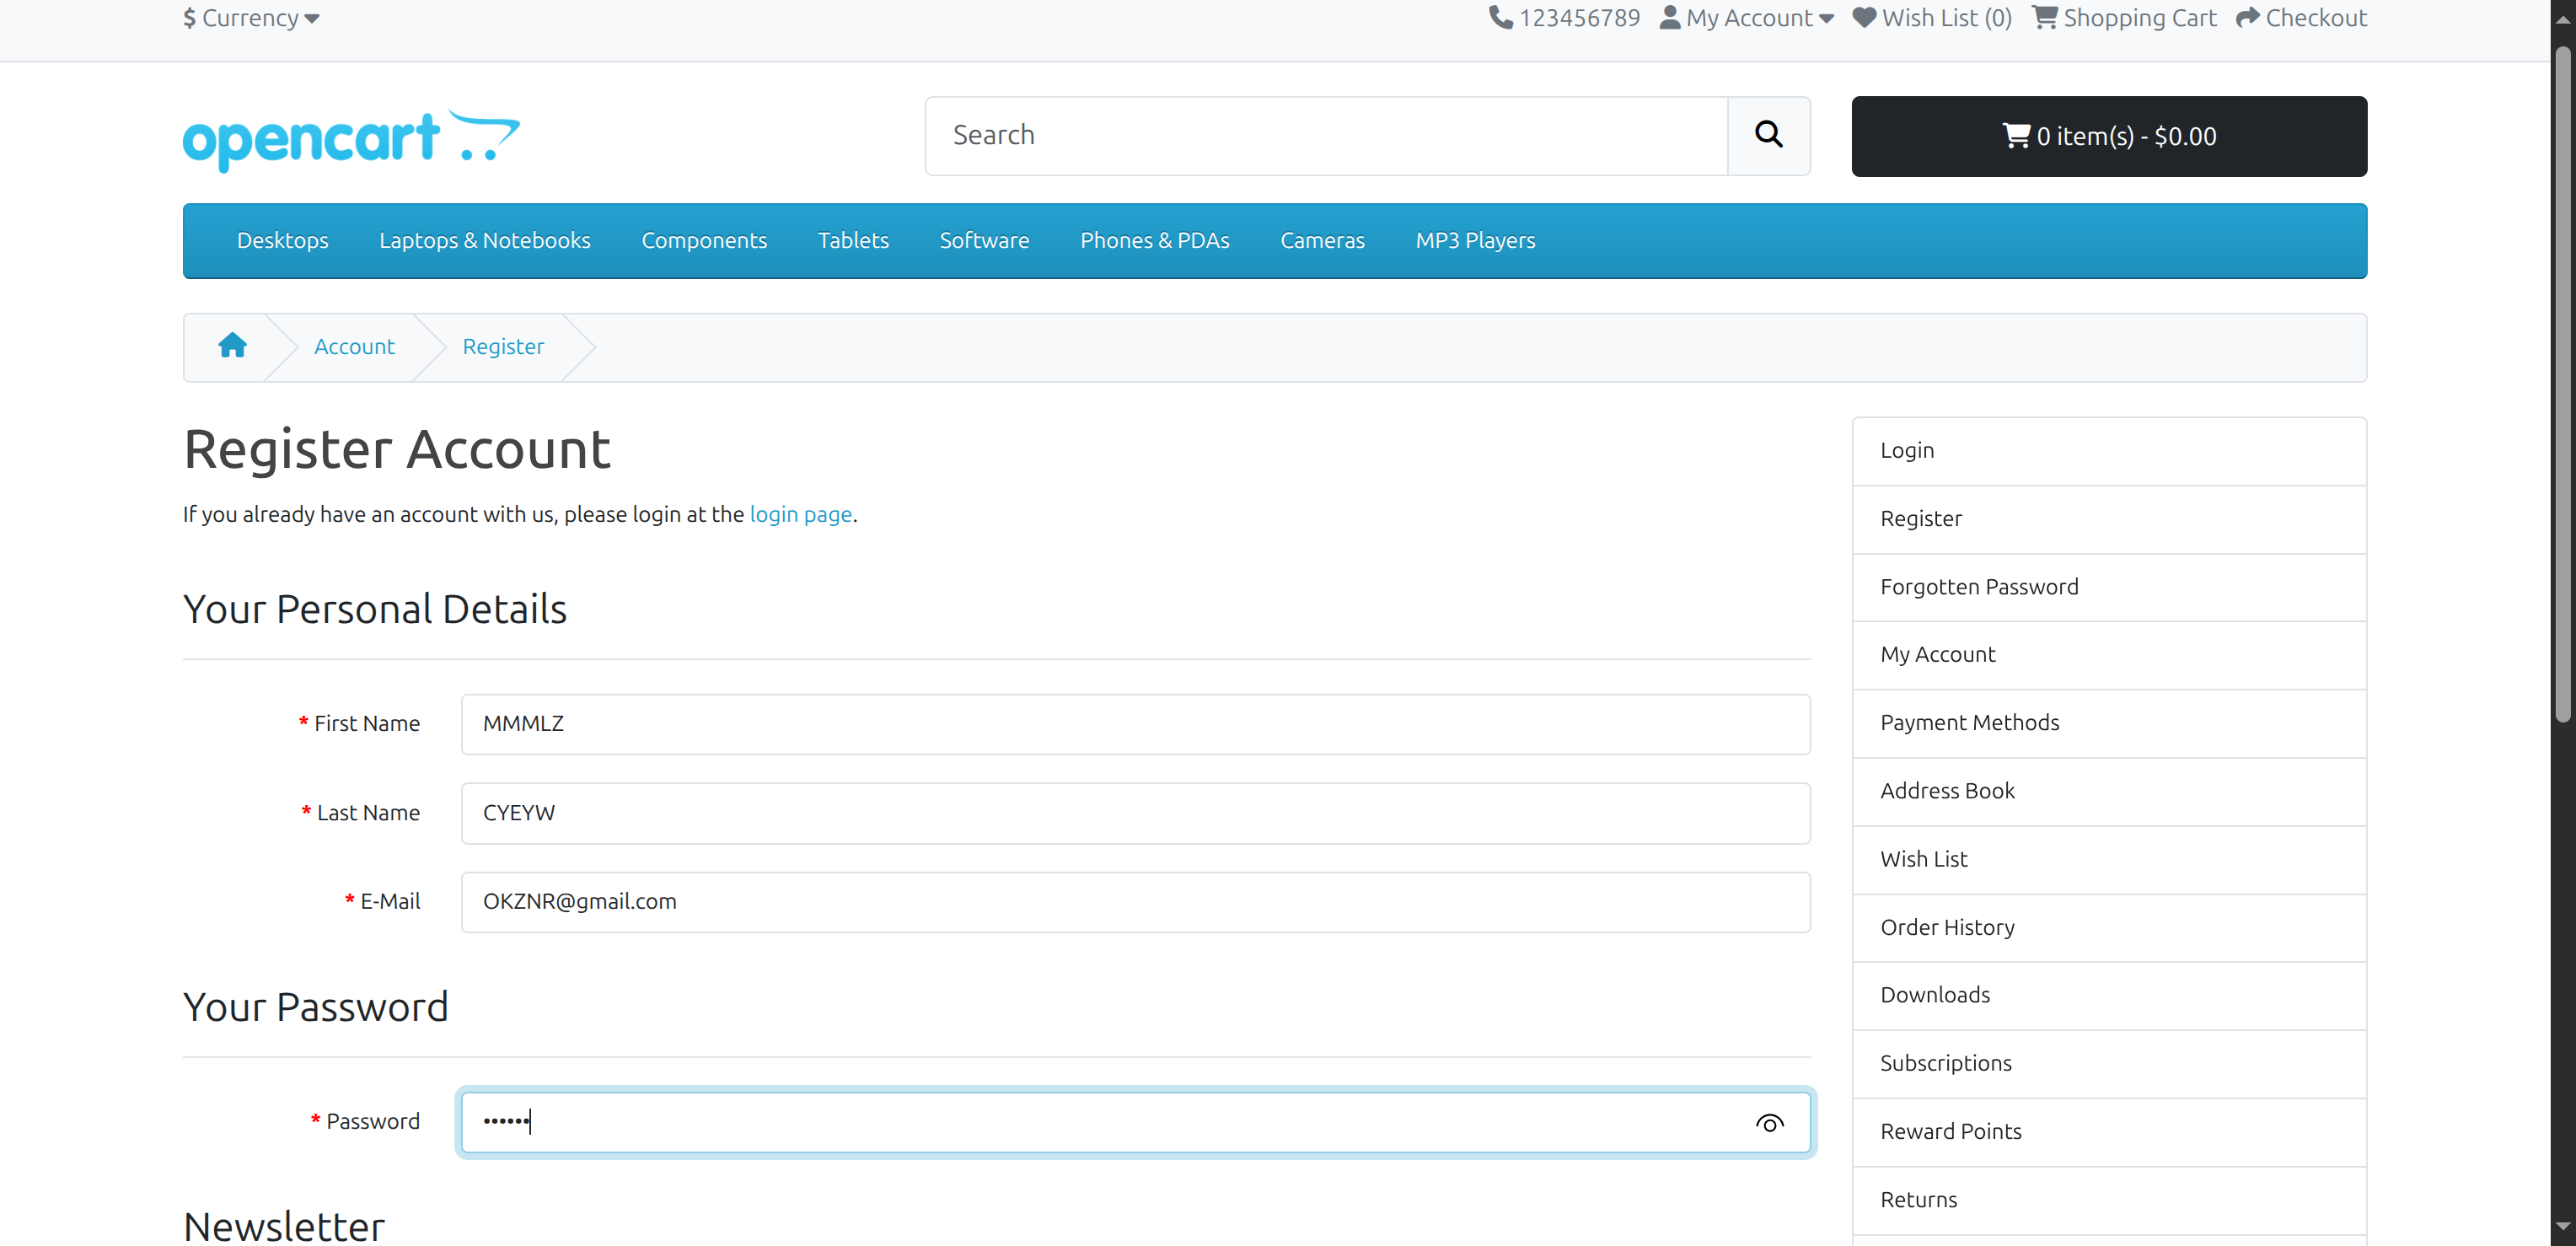 $ Currency
123456789 My Account Wish List (0) Shopping Cart Checkout
opencart
Search
0 item(s) - $0.00
Desktops Laptops & Notebooks Components Tablets Software Phones & PDAs Cameras MP3 Players
Account Register
Register Account
If you already have an account with us, please login at the login page.
Your Personal Details
* First Name MMMLZ
* Last Name CYEYW
* E-Mail OKZNR@gmail.com
Your Password
* Password ••••••
Newsletter
Login
Register
Forgotten Password
My Account
Payment Methods
Address Book
Wish List
Order History
Downloads
Subscriptions
Reward Points
Returns